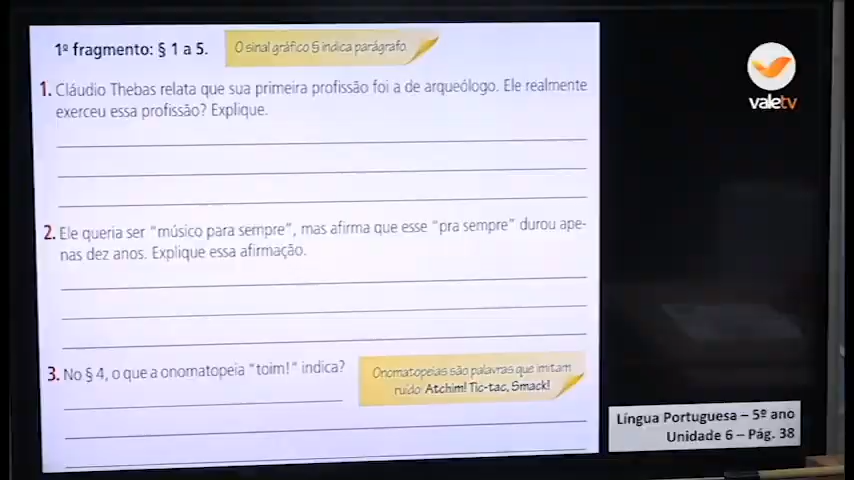 1º fragmento: § 1 a 5.
O sinal gráfico § indica parágrafo.
1. Cláudio Thebas relata que sua primeira profissão foi a de arqueólogo. Ele realmente
exerceu essa profissão? Explique.
2. Ele queria ser "músico para sempre", mas afirma que esse "pra sempre" durou ape-
nas dez anos. Explique essa afirmação.
3. No § 4, o que a onomatopeia "toim!" indica?
Onomatopeias são palavras que imitam
ruído: Atchim! Tic-tac, Smack!
valetv
Língua Portuguesa – 5º ano
Unidade 6 – Pág. 38